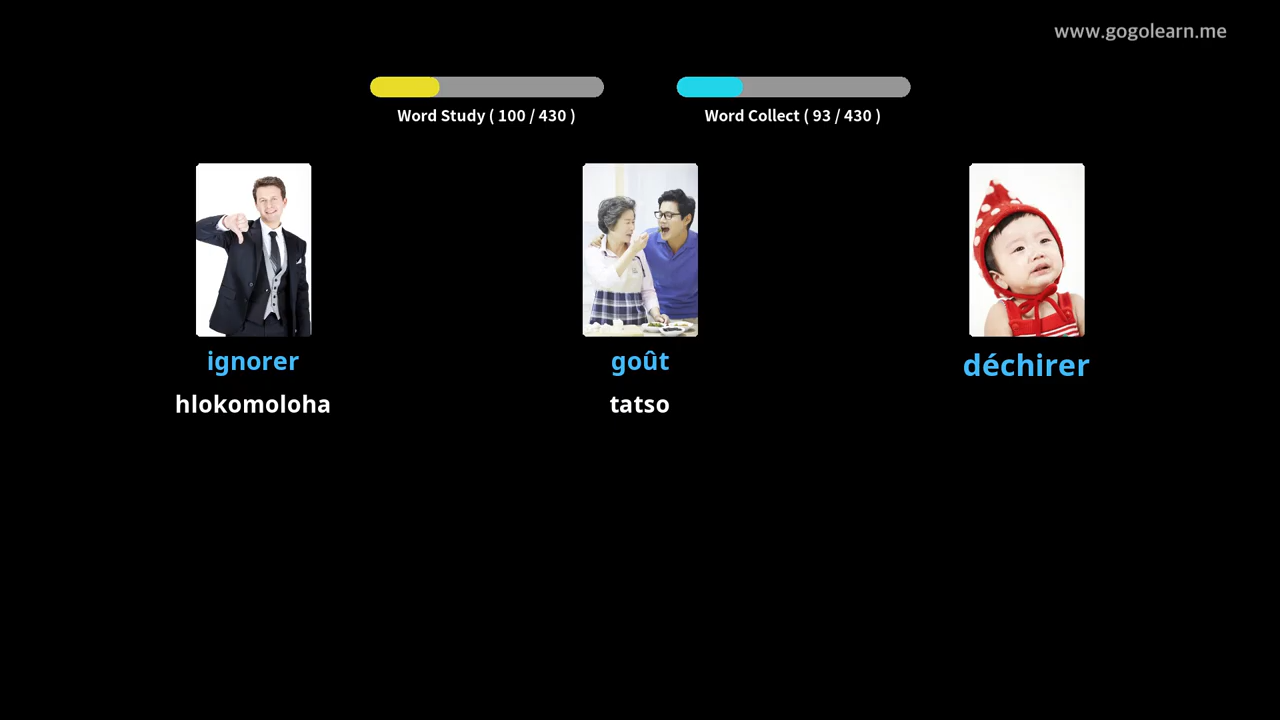 www.gogolearn.me
Word Study ( 100 / 430 )
Word Collect ( 93 / 430 )
ignorer
hlokomoloha
goût
tatso
déchirer